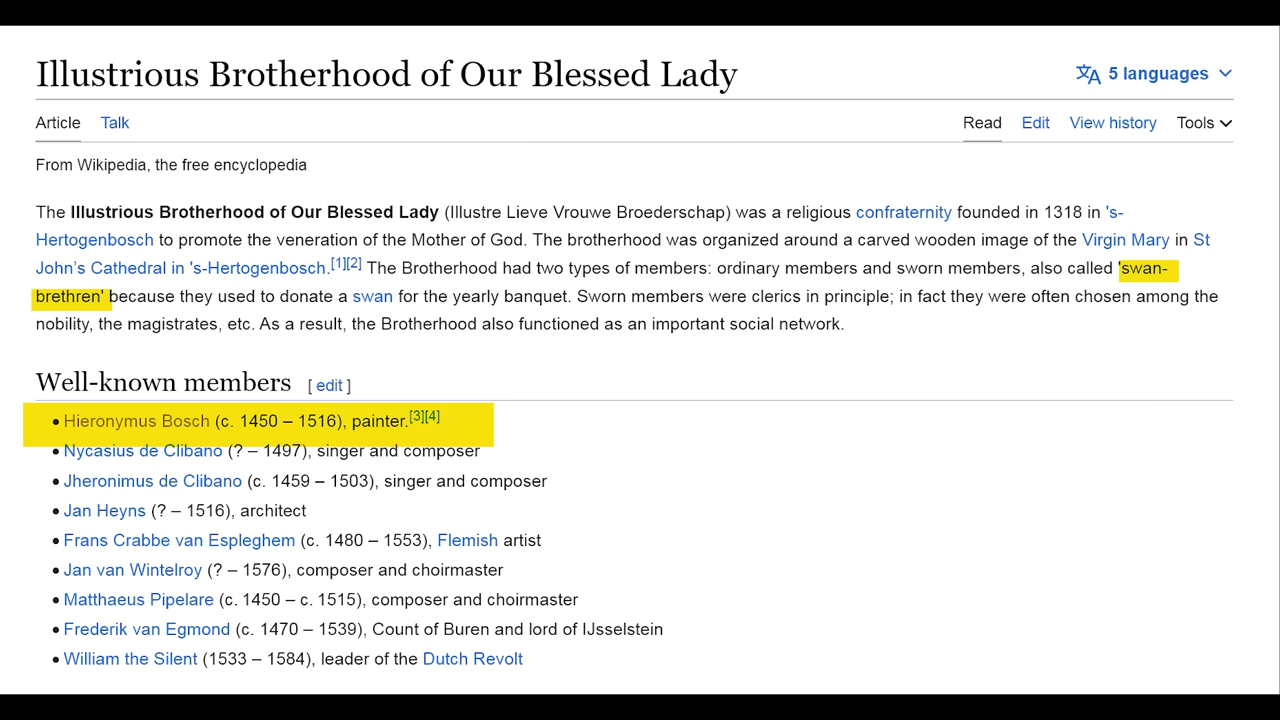 Illustrious Brotherhood of Our Blessed Lady
5 languages
Article Talk Read Edit View history Tools
From Wikipedia, the free encyclopedia
The Illustrious Brotherhood of Our Blessed Lady (Illustre Lieve Vrouwe Broederschap) was a religious confraternity founded in 1318 in 's-
Hertogenbosch to promote the veneration of the Mother of God. The brotherhood was organized around a carved wooden image of the Virgin Mary in St
John’s Cathedral in 's-Hertogenbosch.[1][2] The Brotherhood had two types of members: ordinary members and sworn members, also called 'swan-
brethren' because they used to donate a swan for the yearly banquet. Sworn members were clerics in principle; in fact they were often chosen among the
nobility, the magistrates, etc. As a result, the Brotherhood also functioned as an important social network.
Well-known members [ edit ]
• Hieronymus Bosch (c. 1450 – 1516), painter.[3][4]
• Nycasius de Clibano (? – 1497), singer and composer
• Jheronimus de Clibano (c. 1459 – 1503), singer and composer
• Jan Heyns (? – 1516), architect
• Frans Crabbe van Espleghem (c. 1480 – 1553), Flemish artist
• Jan van Wintelroy (? – 1576), composer and choirmaster
• Matthaeus Pipelare (c. 1450 – c. 1515), composer and choirmaster
• Frederik van Egmond (c. 1470 – 1539), Count of Buren and lord of IJsselstein
• William the Silent (1533 – 1584), leader of the Dutch Revolt